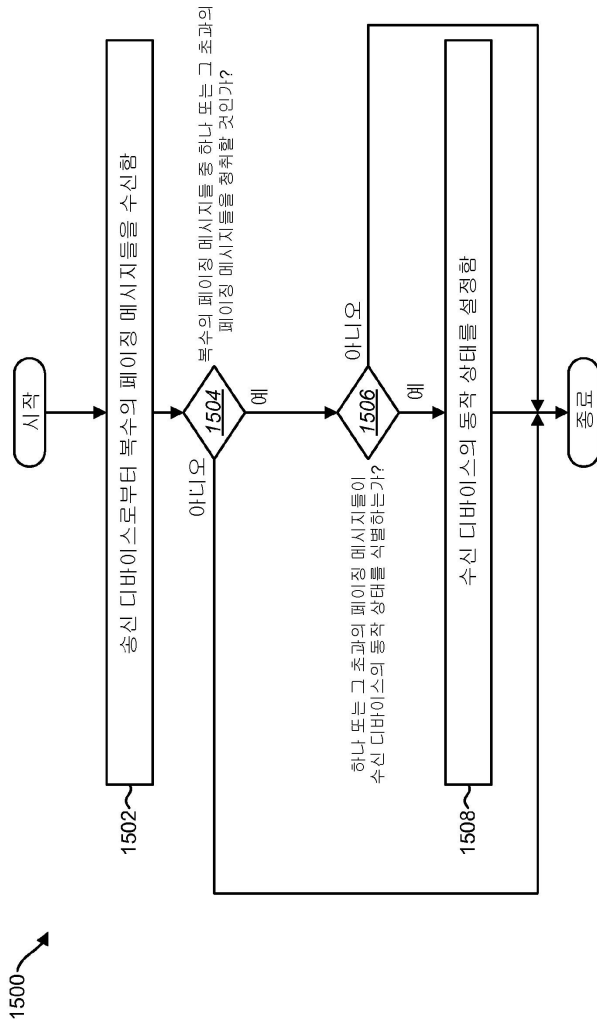 1500
시작
1502
송신 디바이스로부터 복수의 페이징 메시지들을 수신함
1504
복수의 페이징 메시지들 중 하나 또는 그 초과의
페이징 메시지들을 청취할 것인가?
아니오
예
1506
하나 또는 그 초과의 페이징 메시지들이
수신 디바이스의 동작 상태를 식별하는가?
아니오
예
1508
수신 디바이스의 동작 상태를 설정함
종료